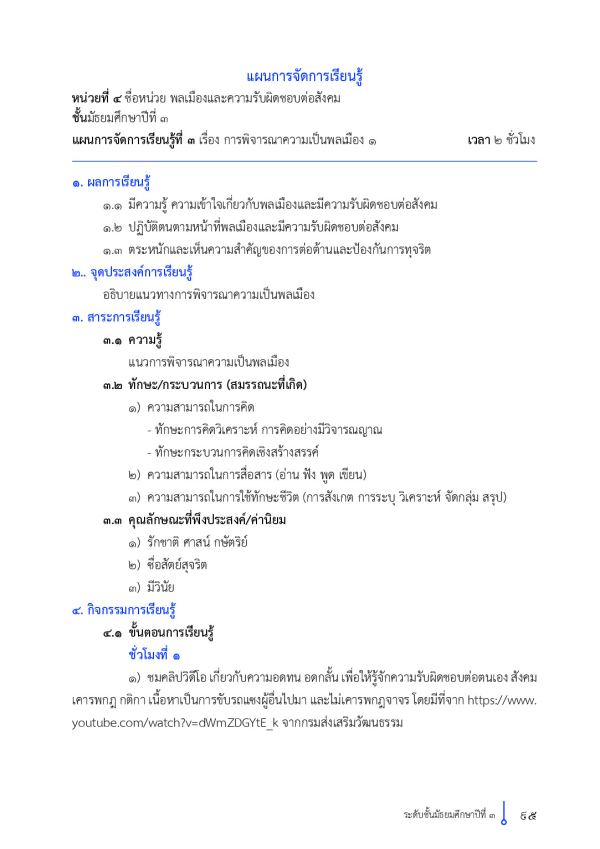 แผนการจัดการเรียนรู้
หน่วยที่ ๔ ชื่อหน่วย พลเมืองและความรับผิดชอบต่อสังคม
ชั้นมัธยมศึกษาปีที่ ๓
แผนการจัดการเรียนรู้ที่ ๓ เรื่อง การพิจารณาความเป็นพลเมือง ๑ เวลา ๒ ชั่วโมง
๑. ผลการเรียนรู้
๑.๑ มีความรู้ ความเข้าใจเกี่ยวกับพลเมืองและมีความรับผิดชอบต่อสังคม
๑.๒ ปฏิบัติตนตามหน้าที่พลเมืองและมีความรับผิดชอบต่อสังคม
๑.๓ ตระหนักและเห็นความสำคัญของการต่อต้านและป้องกันการทุจริต
๒.. จุดประสงค์การเรียนรู้
อธิบายแนวทางการพิจารณาความเป็นพลเมือง
๓. สาระการเรียนรู้
๓.๑ ความรู้
แนวการพิจารณาความเป็นพลเมือง
๓.๒ ทักษะ/กระบวนการ (สมรรถนะที่เกิด)
๑) ความสามารถในการคิด
- ทักษะการคิดวิเคราะห์ การคิดอย่างมีวิจารณญาณ
- ทักษะกระบวนการคิดเชิงสร้างสรรค์
๒) ความสามารถในการสื่อสาร (อ่าน ฟัง พูด เขียน)
๓) ความสามารถในการใช้ทักษะชีวิต (การสังเกต การระบุ วิเคราะห์ จัดกลุ่ม สรุป)
๓.๓ คุณลักษณะที่พึงประสงค์/ค่านิยม
๑) รักชาติ ศาสน์ กษัตริย์
๒) ซื่อสัตย์สุจริต
๓) มีวินัย
๔. กิจกรรมการเรียนรู้
๔.๑ ขั้นตอนการเรียนรู้
ชั่วโมงที่ ๑
๑) ชมคลิปวิดีโอ เกี่ยวกับความอดทน อดกลั้น เพื่อให้รู้จักความรับผิดชอบต่อตนเอง สังคม
เคารพกฎ กติกา เนื้อหาเป็นการขับรถแซงผู้อื่นไปมา และไม่เคารพกฎจาจร โดยมีที่จาก https://www.
youtube.com/watch?v=dWmZDGYtE_k จากกรมส่งเสริมวัฒนธรรม
ระดับชั้นมัธยมศึกษาปีที่ ๓ ๔๕